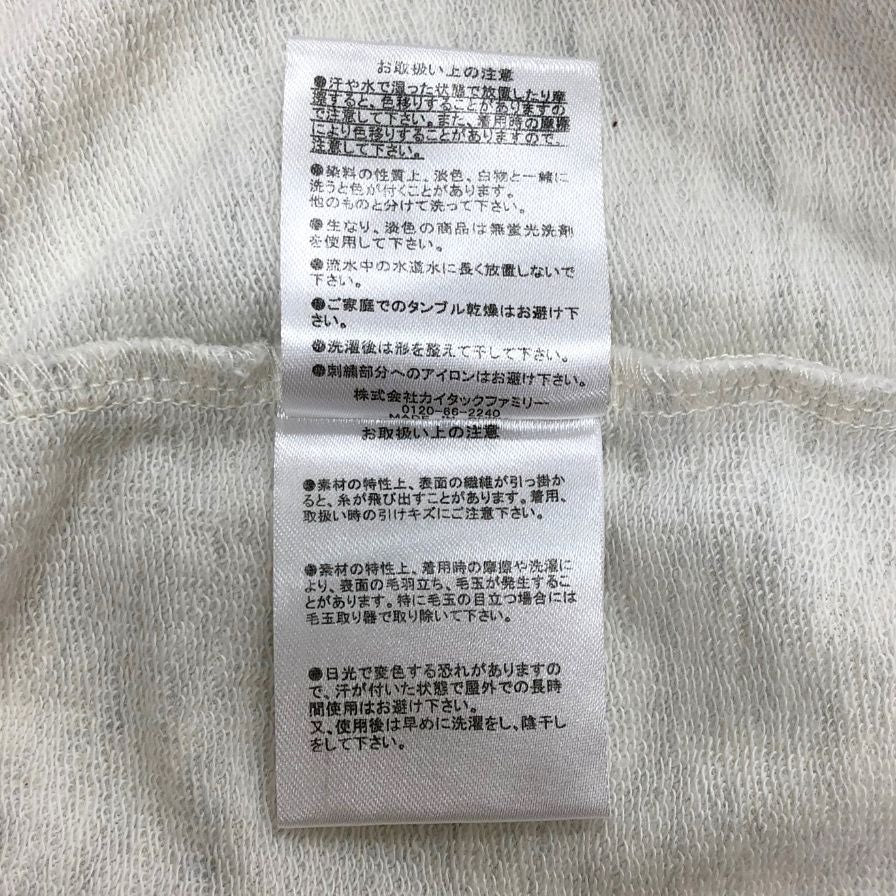 お取扱い上の注意
●汗や水で湿った状態で放置したり摩
擦すると、色移りすることがありますの
で注意して下さい。また、着用時の摩擦
により色移りすることがありますので、
注意して下さい。
●染料の性質上、淡色、白物と一緒に
洗うと色が付くことがあります。
他のものと分けて洗って下さい。
●生なり、淡色の商品は無蛍光洗剤
を使用して下さい。
●流水中の水道水に長く放置しないで
下さい。
●ご家庭でのタンブル乾燥はお避け下
さい。
●洗濯後は形を整えて干して下さい。
●刺繍部分へのアイロンはお避け下さい。
株式会社カイタックファミリー
0120-66-2240
MADE IN
お取扱い上の注意
●素材の特性上、表面の繊維が引っ掛か
ると、糸が飛び出すことがあります。着用、
取扱い時の引けキズにご注意下さい。
●素材の特性上、着用時の摩擦や洗濯に
より、表面の毛羽立ち、毛玉が発生するこ
とがあります。特に毛玉の目立つ場合には
毛玉取り器で取り除いて下さい。
●日光で変色する恐れがありますの
で、汗が付いた状態で屋外での長時
間使用はお避け下さい。
又、使用後は早めに洗濯をし、陰干し
をして下さい。